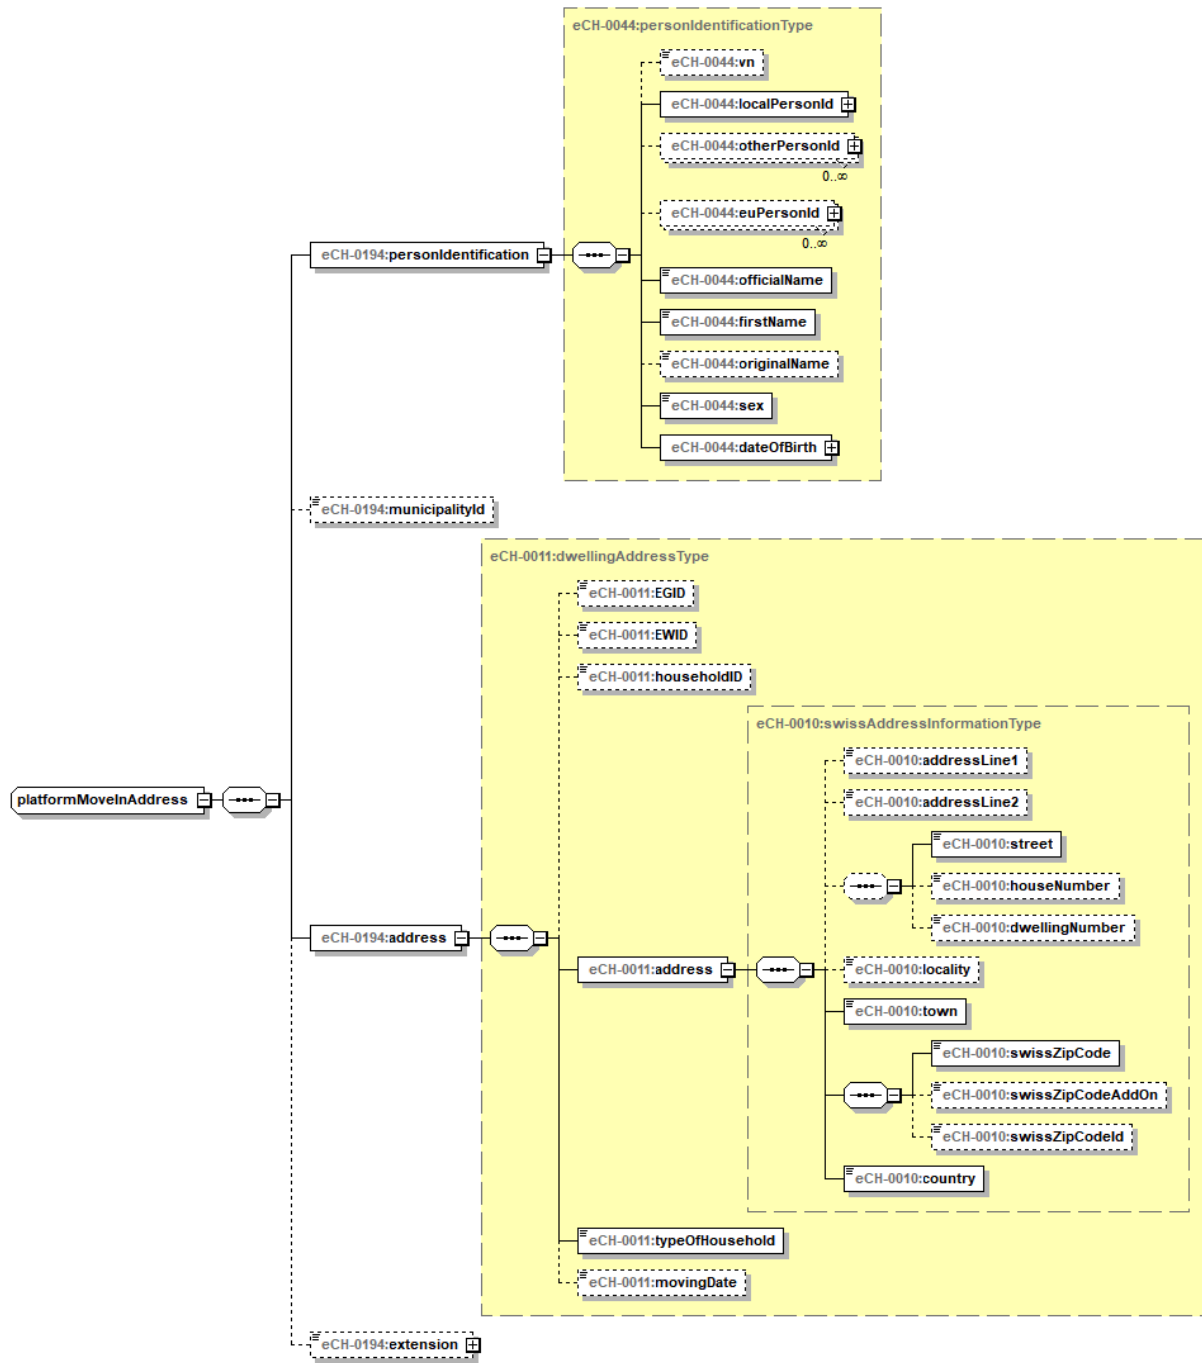 eCH-0044:personIdentificationType
eCH-0044:vn
eCH-0044:localPersonId
eCH-0044:otherPersonId
0..∞
eCH-0044:euPersonId
0..∞
eCH-0194:personIdentification
eCH-0044:officialName
eCH-0044:firstName
eCH-0044:originalName
eCH-0044:sex
eCH-0044:dateOfBirth
eCH-0194:municipalityId
eCH-0011:dwellingAddressType
eCH-0011:EGID
eCH-0011:EWID
eCH-0011:householdID
eCH-0010:swissAddressInformationType
eCH-0010:addressLine1
platformMoveInAddress
eCH-0010:addressLine2
eCH-0010:street
eCH-0010:houseNumber
eCH-0010:dwellingNumber
eCH-0194:address
eCH-0011:address
eCH-0010:locality
eCH-0010:town
eCH-0010:swissZipCode
eCH-0010:swissZipCodeAddOn
eCH-0010:swissZipCodeId
eCH-0010:country
eCH-0011:typeOfHousehold
eCH-0011:movingDate
eCH-0194:extension